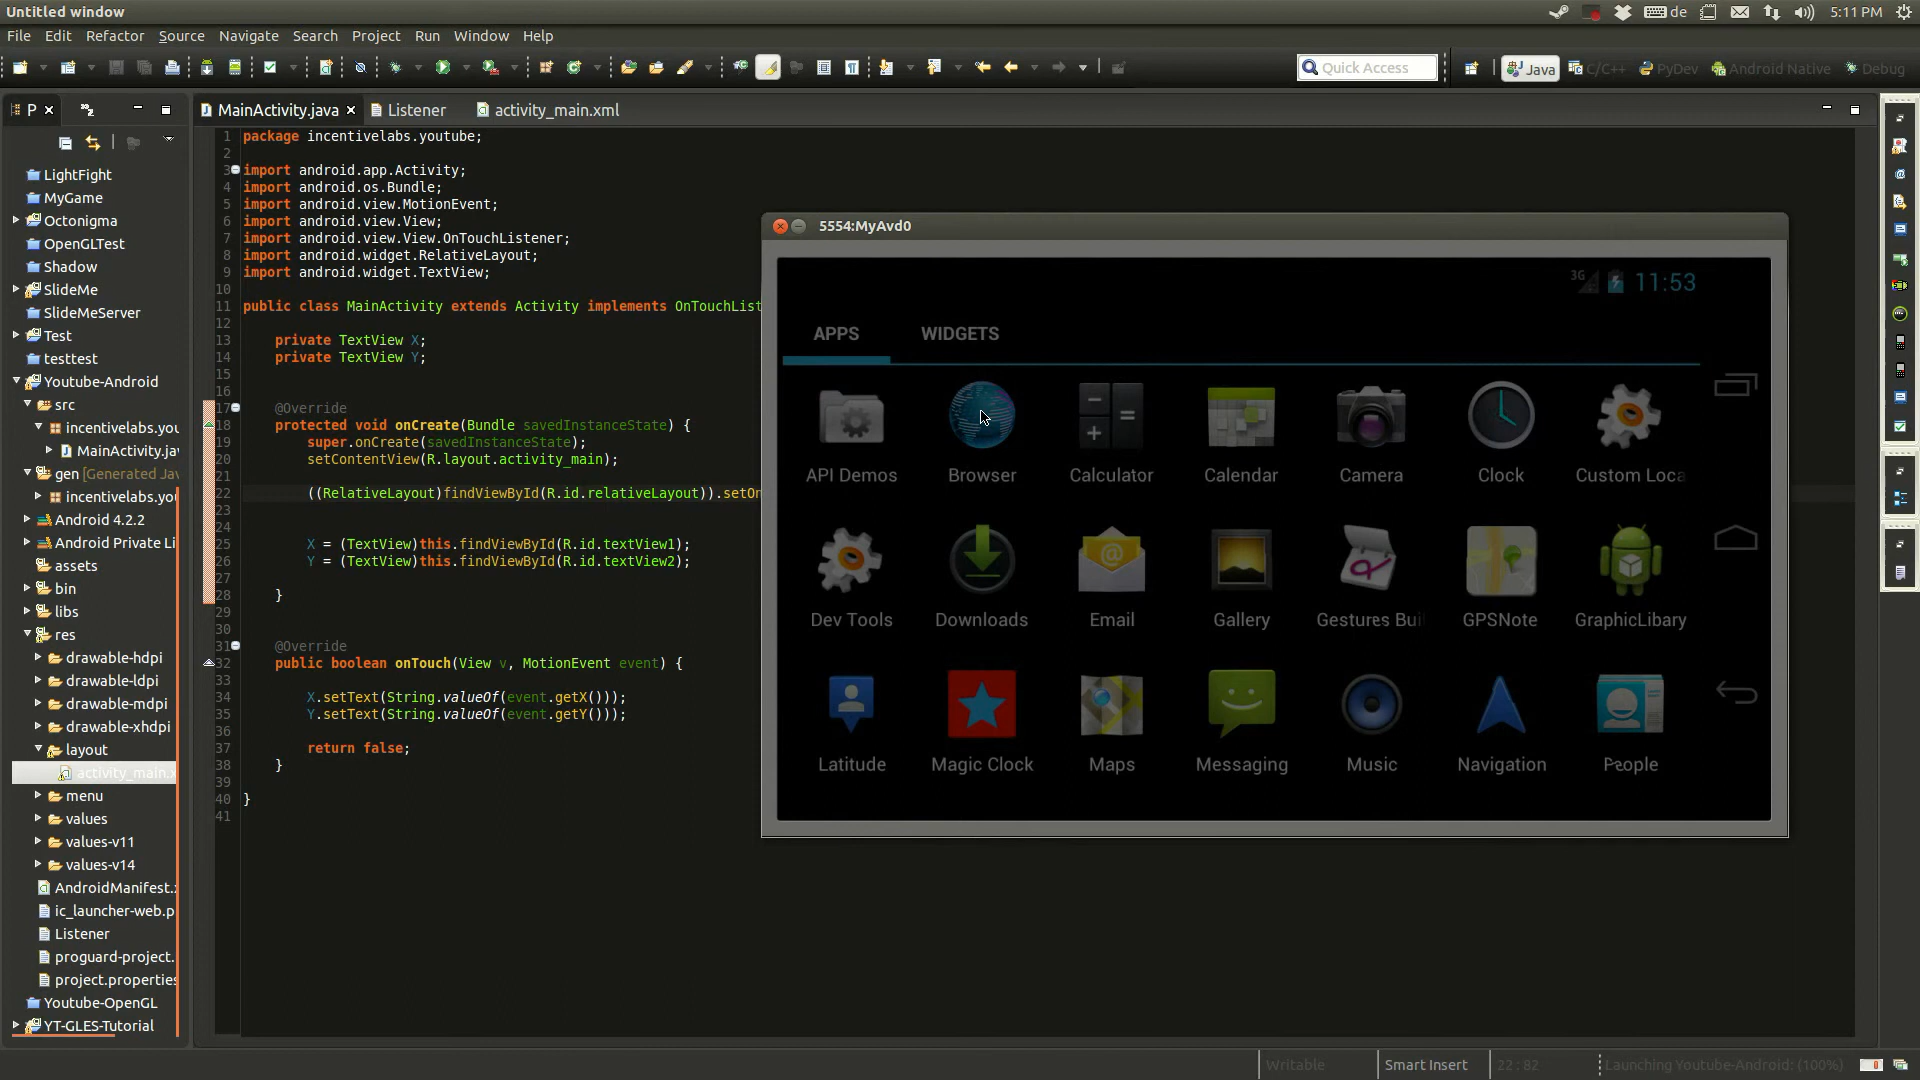 Untitled window
de
5:11 PM
File Edit Refactor Source Navigate Search Project Run Window Help
Quick Access
Java
C/C++
PyDev
Android Native
Debug
P
MainActivity.java
Listener
activity_main.xml
LightFight
MyGame
Octonigma
OpenGLTest
Shadow
SlideMe
SlideMeServer
Test
testtest
Youtube-Android
src
incentivelabs.you
MainActivity.ja
gen [Generated Jav
incentivelabs.you
Android 4.2.2
Android Private Li
assets
bin
libs
res
drawable-hdpi
drawable-ldpi
drawable-mdpi
drawable-xhdpi
layout
activity_main.x
menu
values
values-v11
values-v14
AndroidManifest.x
ic_launcher-web.p
Listener
proguard-project.
project.properties
Youtube-OpenGL
YT-GLES-Tutorial
1 package incentivelabs.youtube;
2
3 import android.app.Activity;
4 import android.os.Bundle;
5 import android.view.MotionEvent;
6 import android.view.View;
7 import android.view.View.OnTouchListener;
8 import android.widget.RelativeLayout;
9 import android.widget.TextView;
10
11 public class MainActivity extends Activity implements OnTouchList
12
13 private TextView X;
14 private TextView Y;
15
16
17 @Override
18 protected void onCreate(Bundle savedInstanceState) {
19 super.onCreate(savedInstanceState);
20 setContentView(R.layout.activity_main);
21
22 ((RelativeLayout)findViewById(R.id.relativeLayout)).setOn
23
24
25 X = (TextView)this.findViewById(R.id.textView1);
26 Y = (TextView)this.findViewById(R.id.textView2);
27
28 }
29
30
31 @Override
32 public boolean onTouch(View v, MotionEvent event) {
33
34 X.setText(String.valueOf(event.getX()));
35 Y.setText(String.valueOf(event.getY()));
36
37 return false;
38 }
39
40 }
41
5554:MyAvd0
3G
11:53
APPS WIDGETS
API Demos Browser Calculator Calendar Camera Clock Custom Loca
Dev Tools Downloads Email Gallery Gestures Bui GPSNote GraphicLibary
Latitude Magic Clock Maps Messaging Music Navigation People
Writable
Smart Insert
22 : 82
Launching Youtube-Android: (100%)